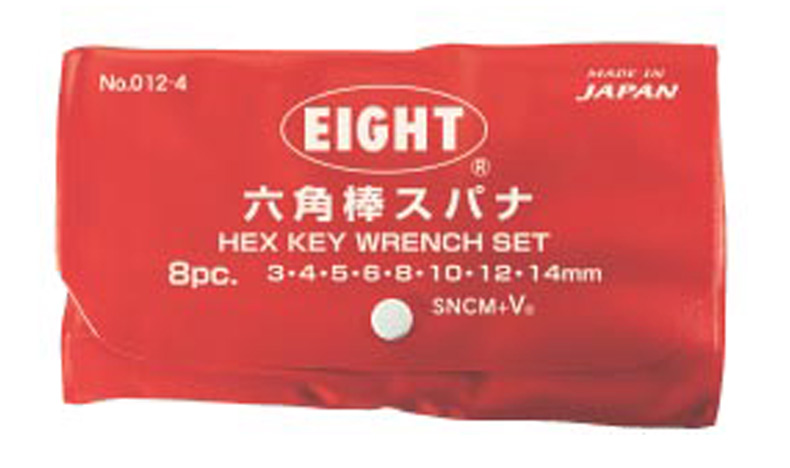 No.012-4
MADE IN
JAPAN
EIGHT
®
六角棒スパナ
HEX KEY WRENCH SET
8pc. 3・4・5・6・8・10・12・14mm
SNCM+V®